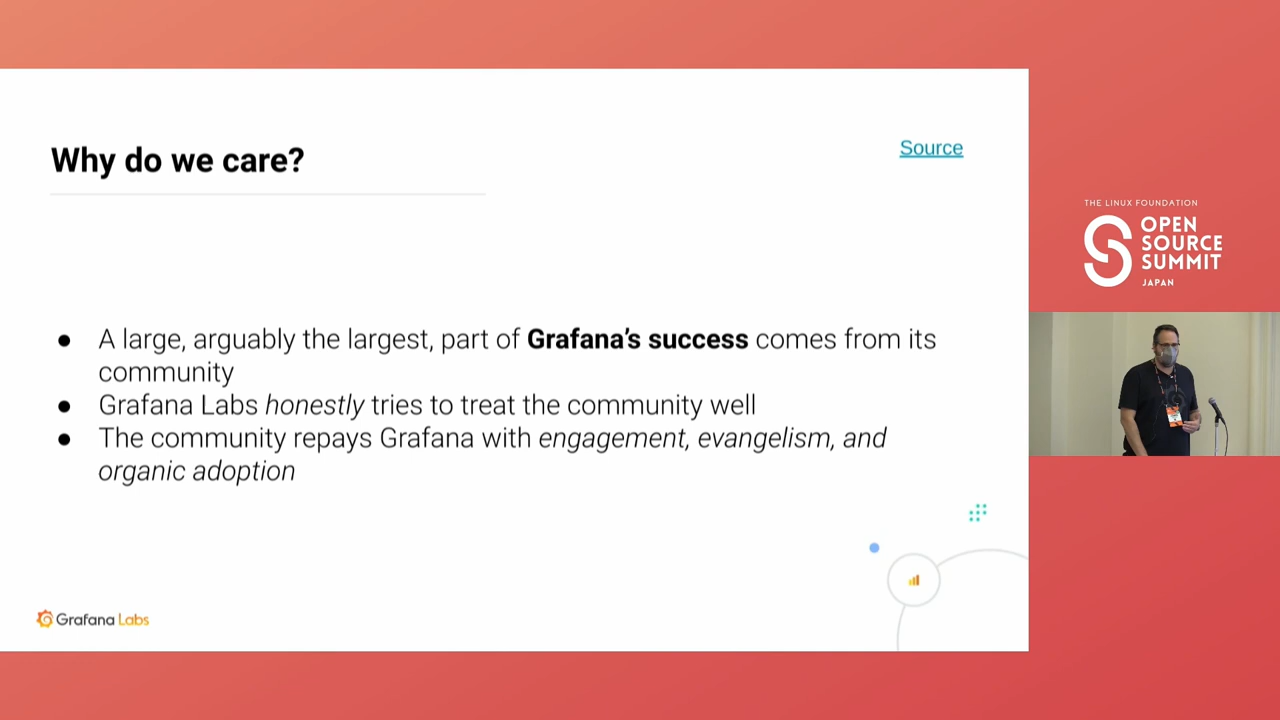 Why do we care?
Source
● A large, arguably the largest, part of Grafana's success comes from its
community
● Grafana Labs honestly tries to treat the community well
● The community repays Grafana with engagement, evangelism, and
organic adoption
Grafana Labs
THE LINUX FOUNDATION
OPEN
SOURCE
SUMMIT
JAPAN